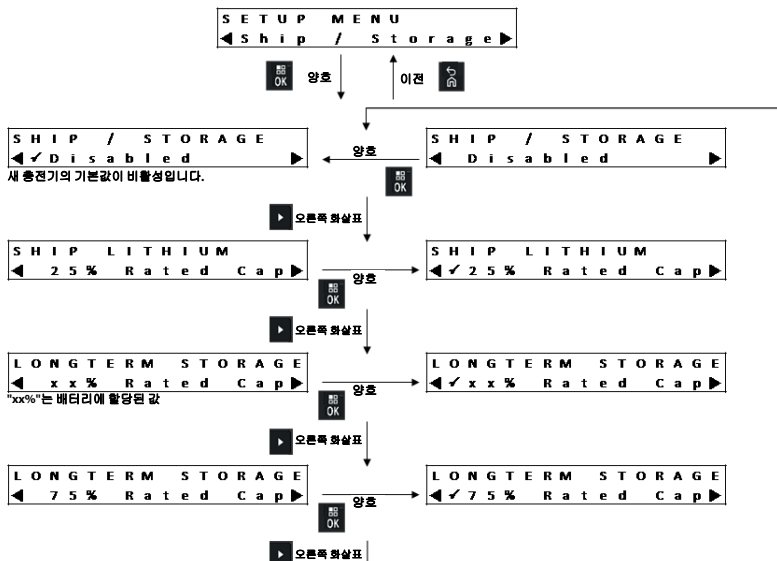 SETUP MENU
◀Ship / Storage▶
OK 양호 이전
SHIP / STORAGE
◀✓Disabled ▶
새 충전기의 기본값이 비활성입니다.
양호
OK
SHIP / STORAGE
◀ Disabled ▶
오른쪽 화살표
SHIP LITHIUM
◀ 25% Rated Cap▶
양호
OK
SHIP LITHIUM
◀✓25% Rated Cap▶
오른쪽 화살표
LONGTERM STORAGE
◀ xx% Rated Cap▶
"xx%"는 배터리에 할당된 값
양호
OK
LONGTERM STORAGE
◀✓xx% Rated Cap▶
오른쪽 화살표
LONGTERM STORAGE
◀ 75% Rated Cap▶
양호
OK
LONGTERM STORAGE
◀✓75% Rated Cap▶
오른쪽 화살표